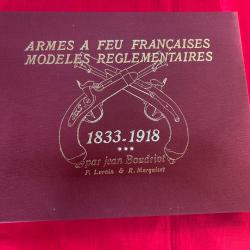 ARMES A FEU FRANÇAISES
MODELES REGLEMENTAIRES
1833-1918
***
par Jean Boudriot
P. Lorain & R. Marquiset